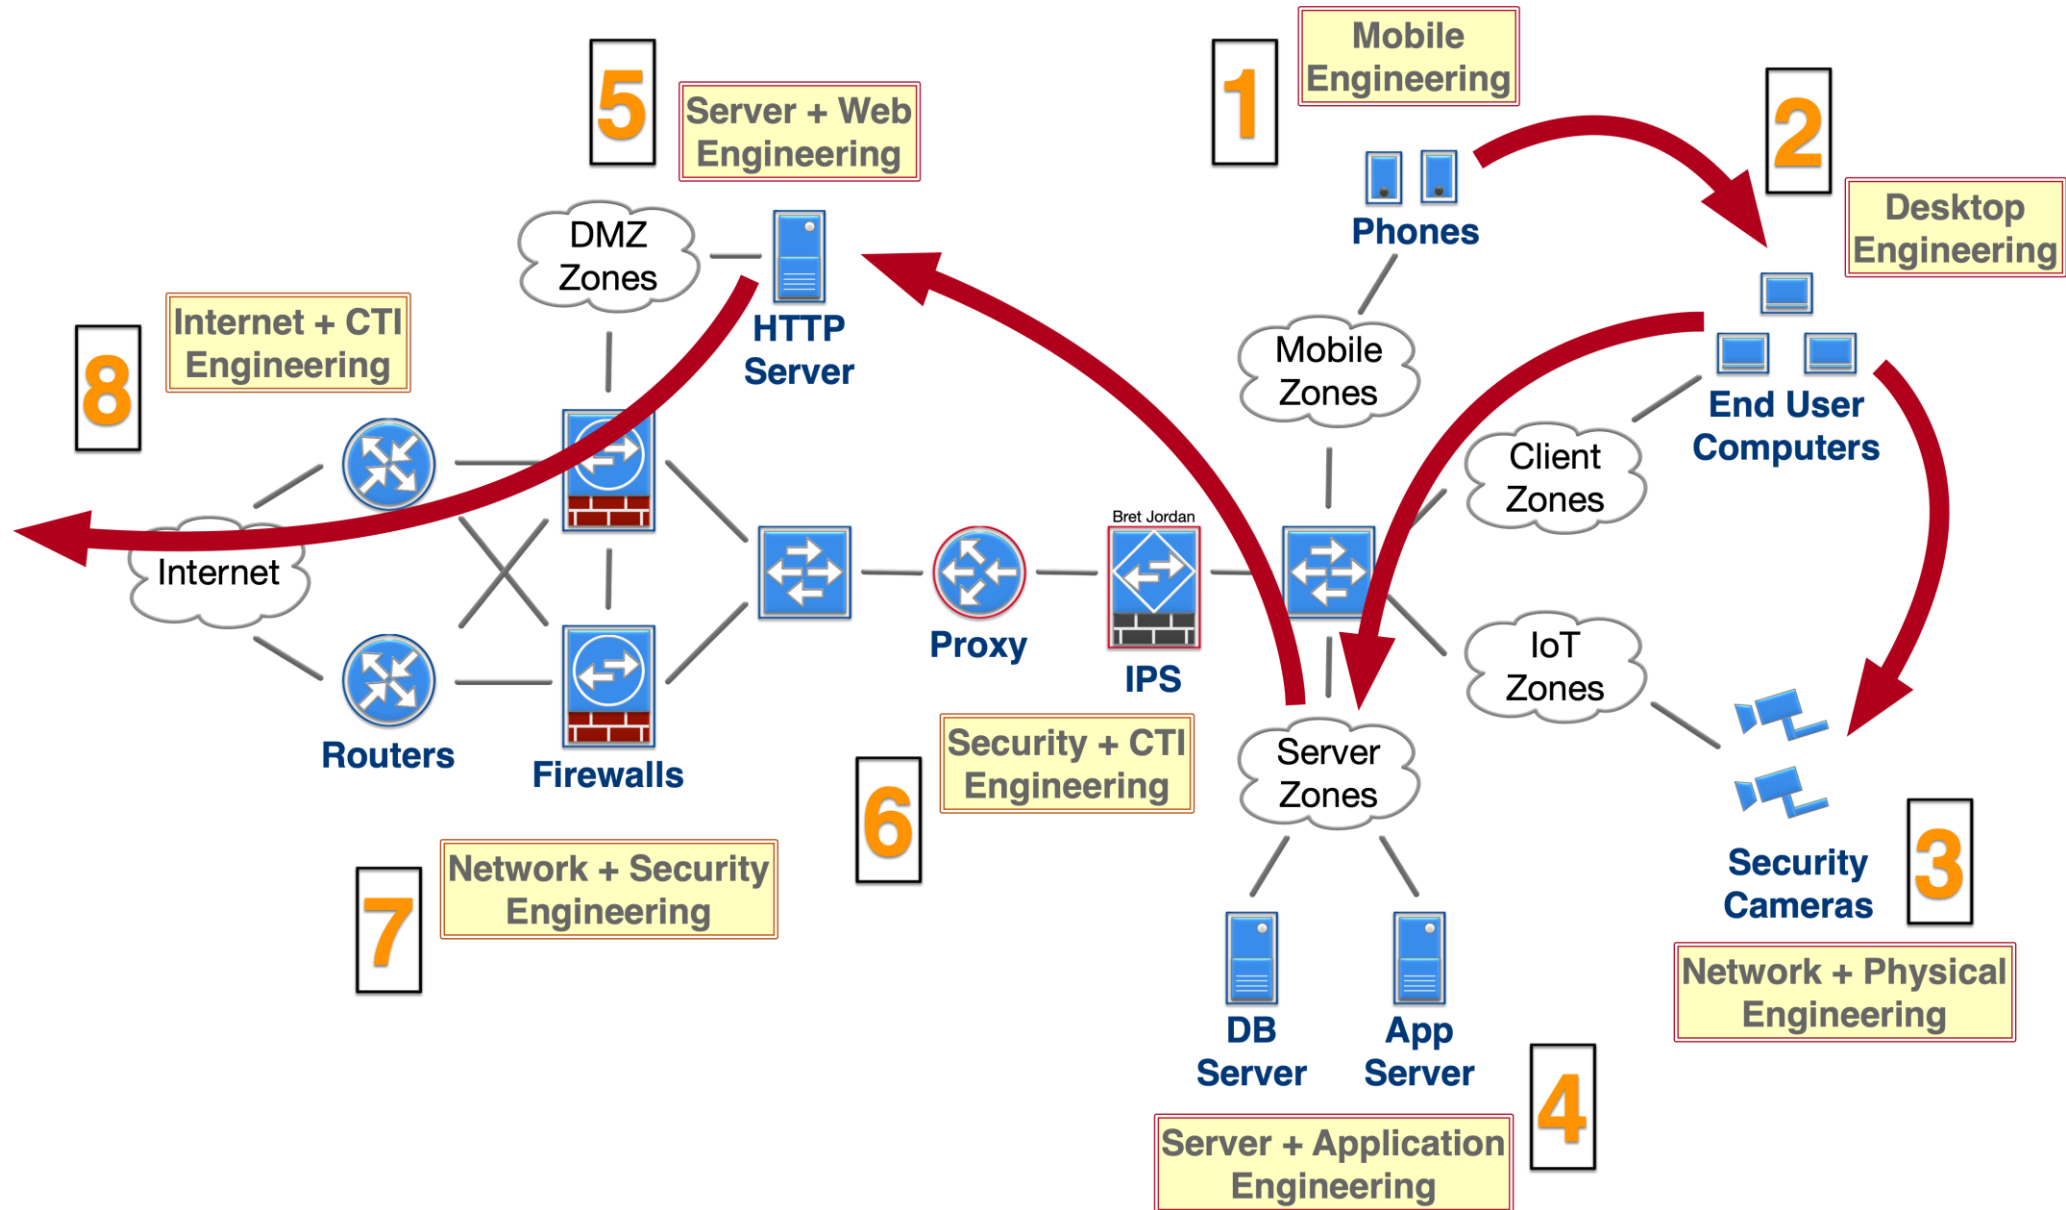 5
Server + Web
Engineering
1
Mobile
Engineering
2
Desktop
Engineering
Phones
DMZ
Zones
HTTP
Server
8
Internet + CTI
Engineering
Mobile
Zones
End User
Computers
Client
Zones
Internet
Bret Jordan
Proxy
IPS
IoT
Zones
Routers
Firewalls
Security + CTI
Engineering
6
Server
Zones
7
Network + Security
Engineering
Security
Cameras
3
Network + Physical
Engineering
DB
Server
App
Server
4
Server + Application
Engineering